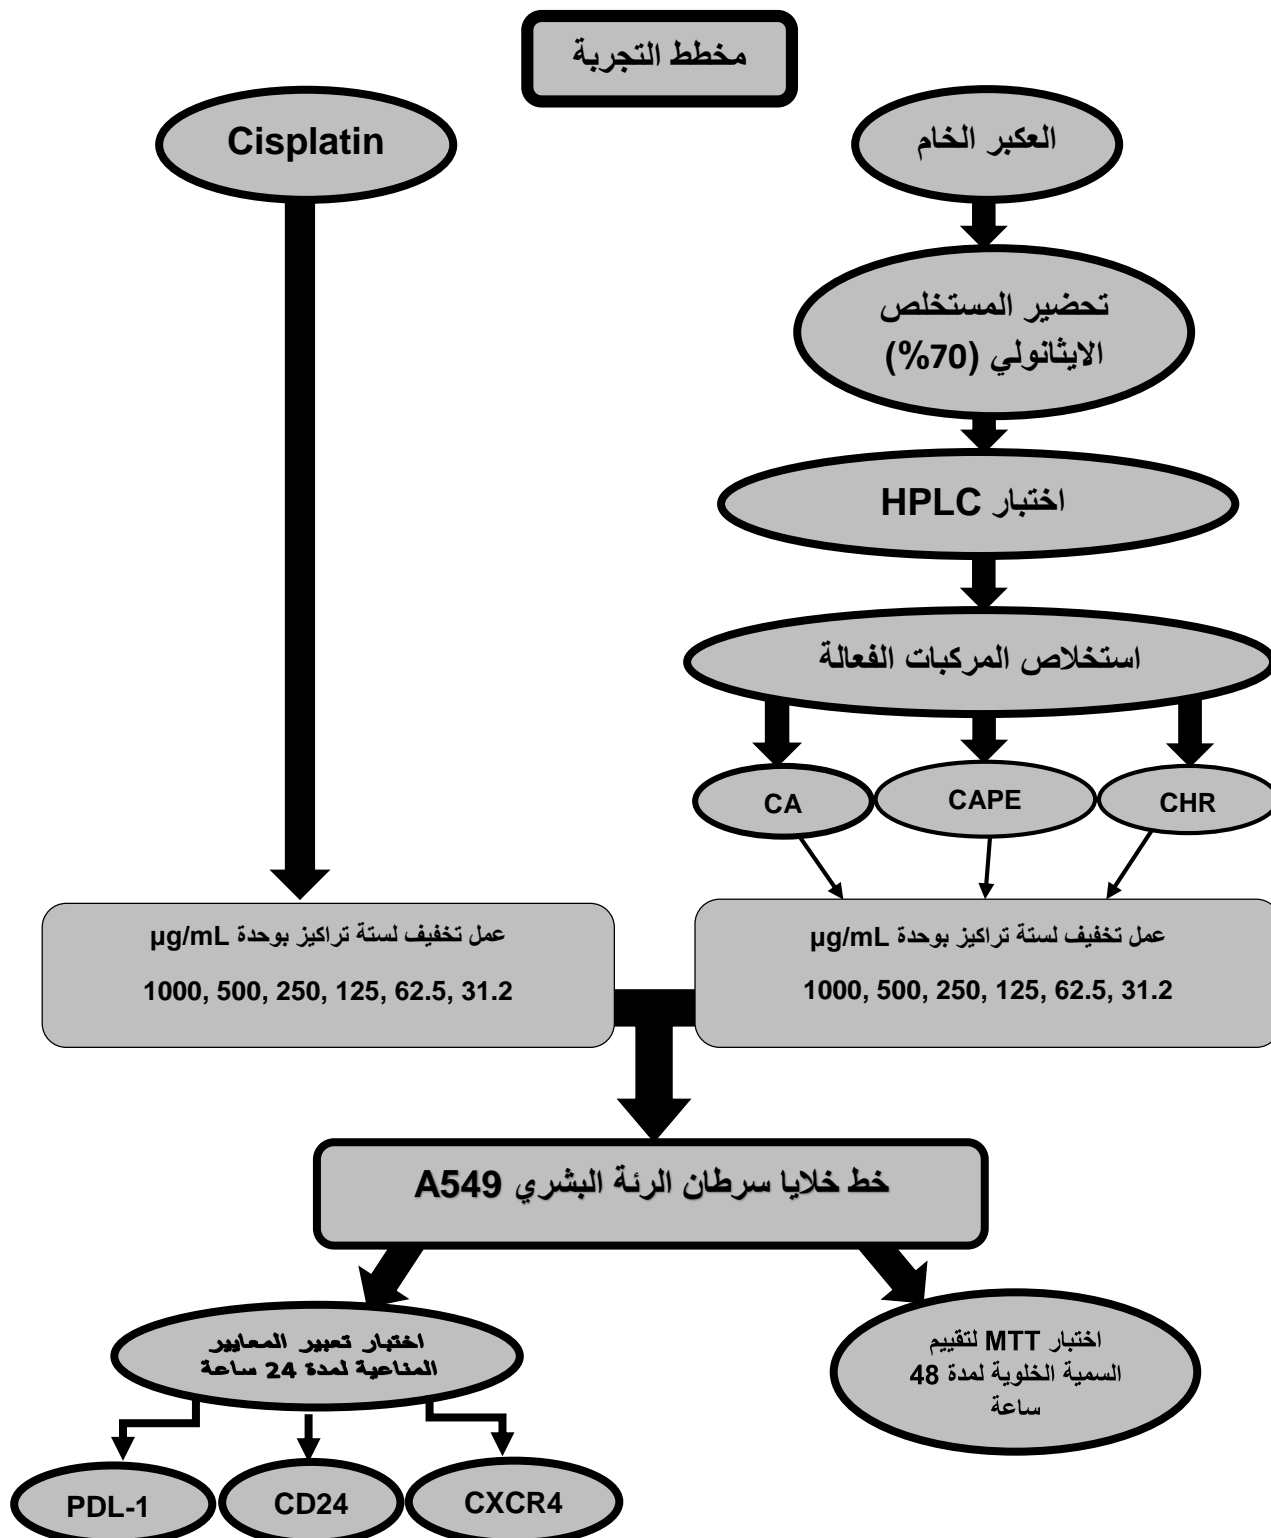 مخطط التجربة
Cisplatin
العكبر الخام
تحضير المستخلص
الايثانولي (70%)
اختبار HPLC
استخلاص المركبات الفعالة
CA
CAPE
CHR
عمل تخفيف لستة تراكيز بوحدة µg/mL
1000, 500, 250, 125, 62.5, 31.2
عمل تخفيف لستة تراكيز بوحدة µg/mL
1000, 500, 250, 125, 62.5, 31.2
خط خلايا سرطان الرئة البشري A549
اختبار تعبير المعايير
المناعية لمدة 24 ساعة
اختبار MTT لتقييم
السمية الخلوية لمدة 48
ساعة
PDL-1
CD24
CXCR4